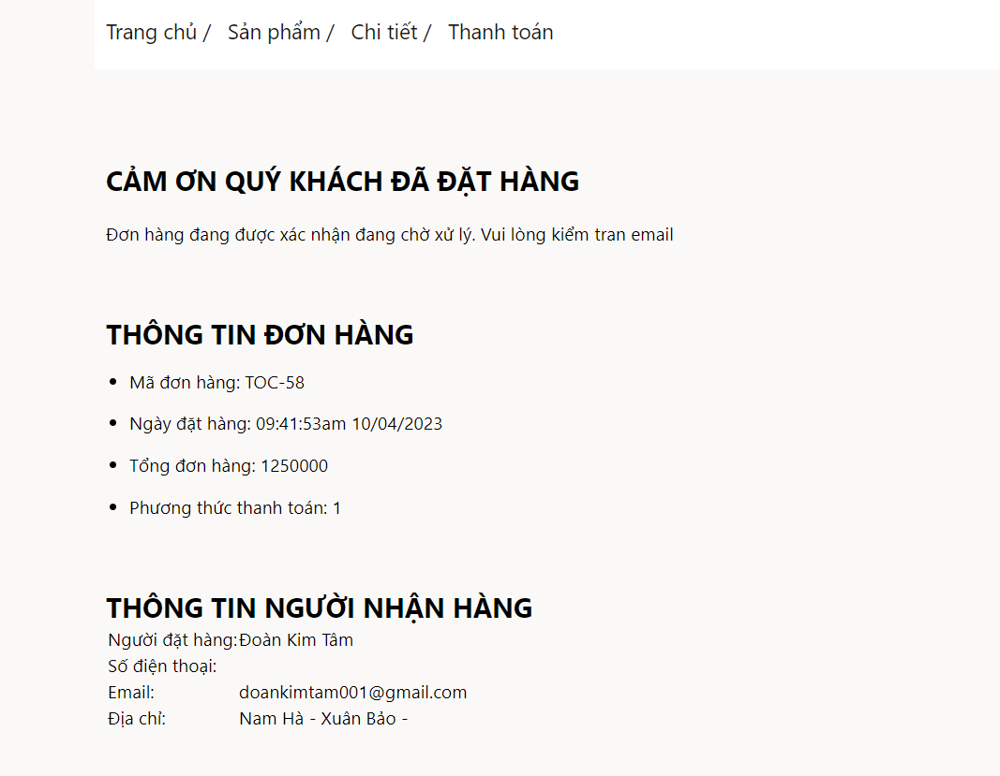 Trang chủ / Sản phẩm / Chi tiết / Thanh toán
CẢM ƠN QUÝ KHÁCH ĐÃ ĐẶT HÀNG
Đơn hàng đang được xác nhận đang chờ xử lý. Vui lòng kiểm tran email
THÔNG TIN ĐƠN HÀNG
• Mã đơn hàng: TOC-58
• Ngày đặt hàng: 09:41:53am 10/04/2023
• Tổng đơn hàng: 1250000
• Phương thức thanh toán: 1
THÔNG TIN NGƯỜI NHẬN HÀNG
Người đặt hàng: Đoàn Kim Tâm
Số điện thoại:
Email: doankimtam001@gmail.com
Địa chỉ: Nam Hà - Xuân Bảo -